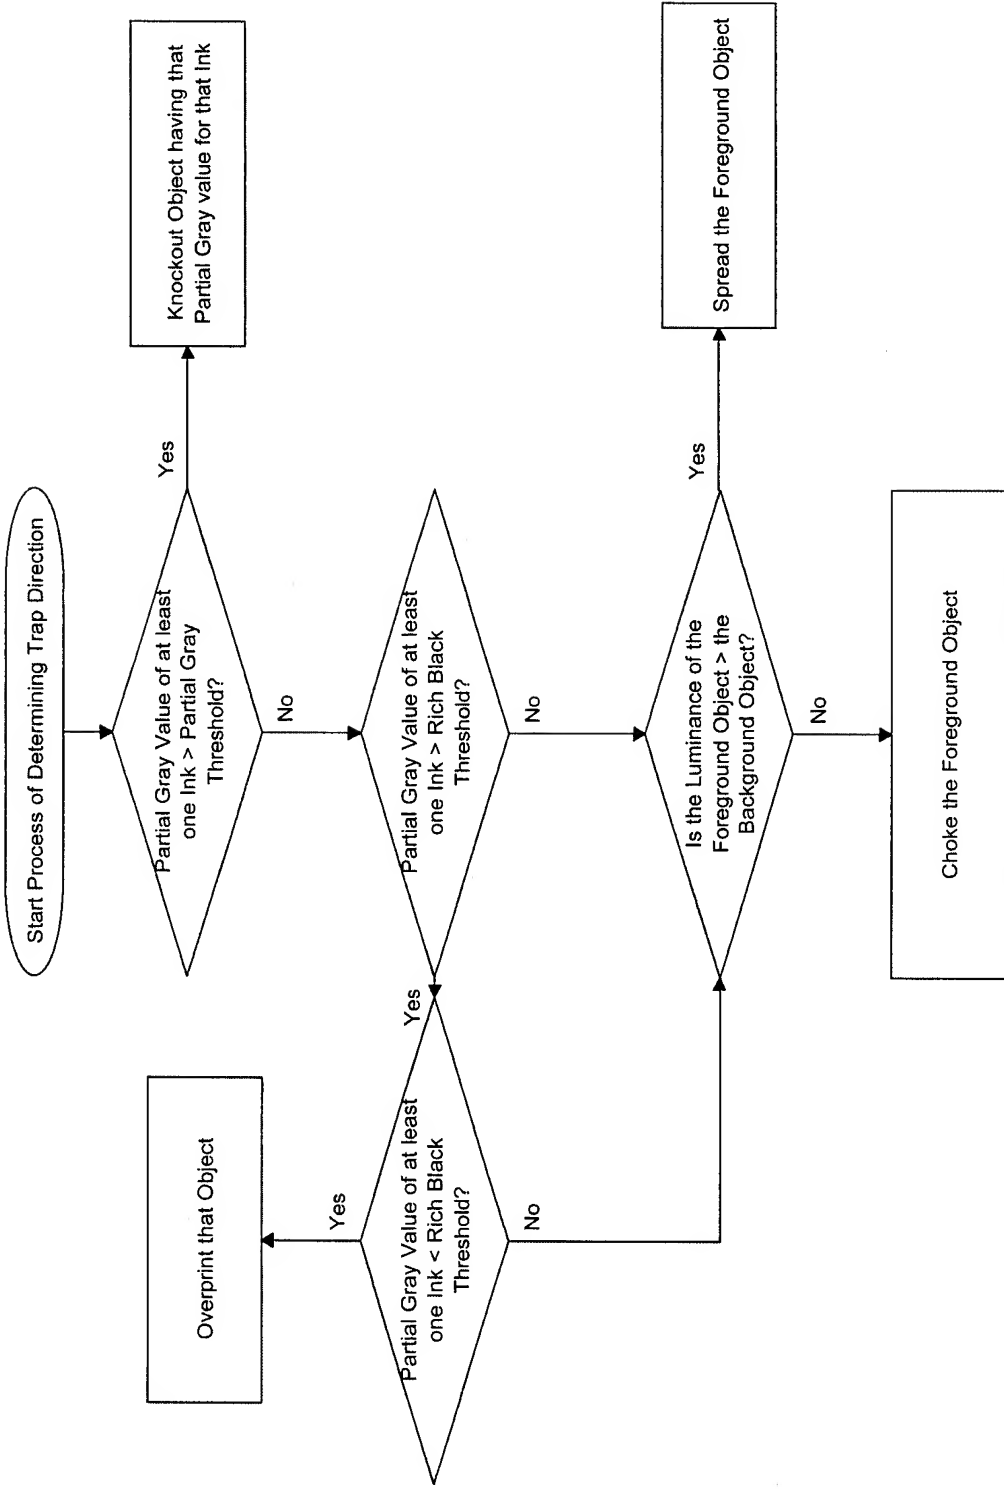 Start Process of Determining Trap Direction
Partial Gray Value of at least
one Ink > Partial Gray
Threshold?
Yes
Knockout Object having that
Partial Gray value for that Ink
No
Partial Gray Value of at least
one Ink > Rich Black
Threshold?
Yes
Partial Gray Value of at least
one Ink < Rich Black
Threshold?
Yes
Overprint that Object
No
No
Is the Luminance of the
Foreground Object > the
Background Object?
Yes
Spread the Foreground Object
No
Choke the Foreground Object